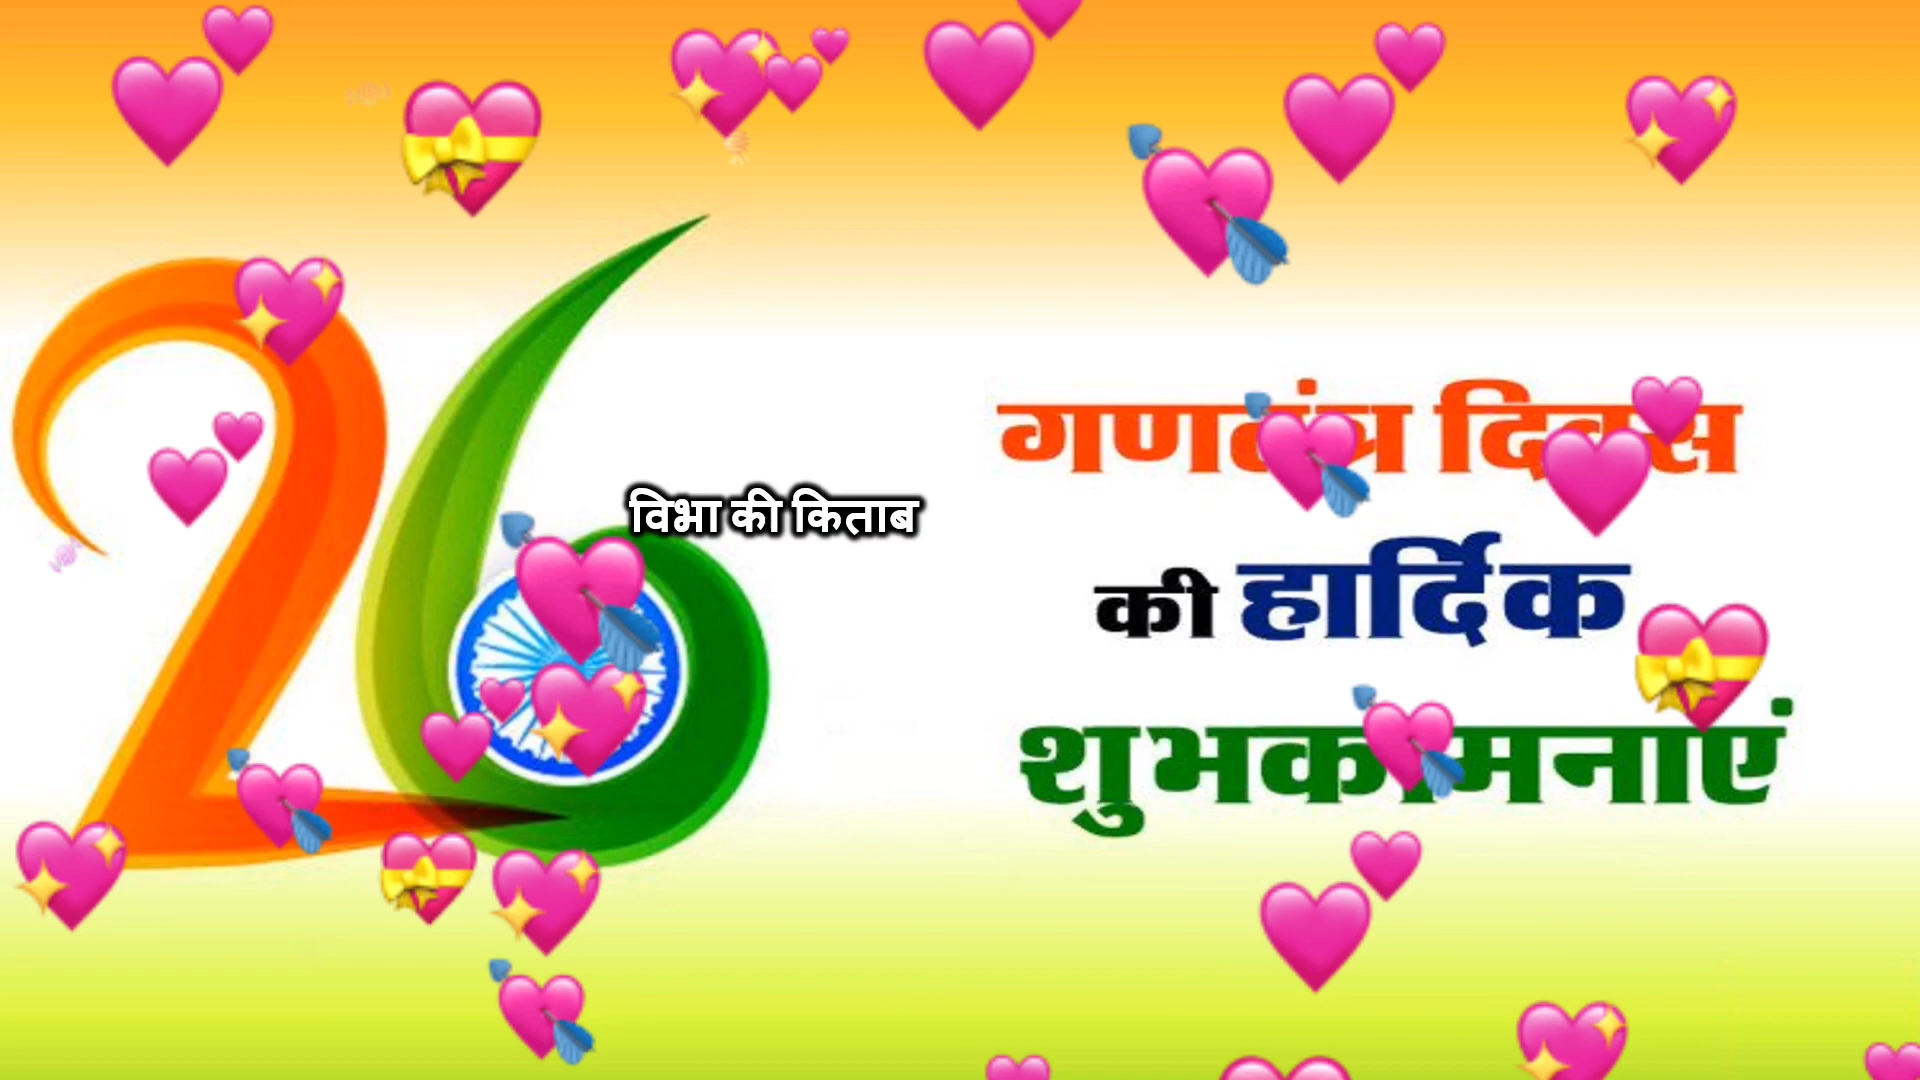 26
विभा की किताब
गणतंत्र दिवस
की हार्दिक
शुभकामनाएं